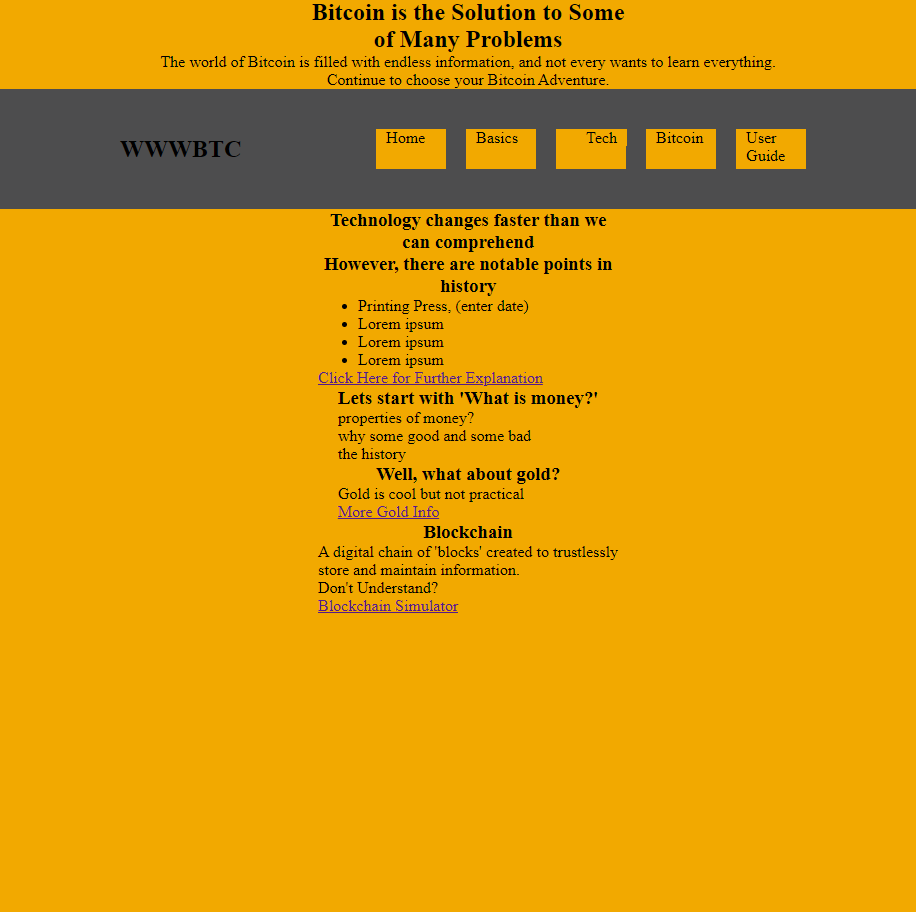 Bitcoin is the Solution to Some
of Many Problems
The world of Bitcoin is filled with endless information, and not every wants to learn everything.
Continue to choose your Bitcoin Adventure.
WWWBTC
Home
Basics
Tech
Bitcoin
User
Guide
Technology changes faster than we
can comprehend
However, there are notable points in
history
• Printing Press, (enter date)
• Lorem ipsum
• Lorem ipsum
• Lorem ipsum
Click Here for Further Explanation
Lets start with 'What is money?'
properties of money?
why some good and some bad
the history
Well, what about gold?
Gold is cool but not practical
More Gold Info
Blockchain
A digital chain of 'blocks' created to trustlessly
store and maintain information.
Don't Understand?
Blockchain Simulator